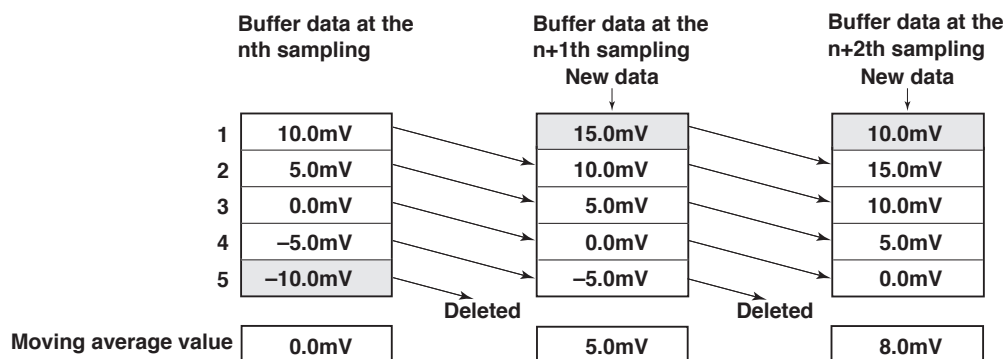 Buffer data at the nth sampling
Buffer data at the n+1th sampling
Buffer data at the n+2th sampling
New data
New data
1 10.0mV 15.0mV 10.0mV
2 5.0mV 10.0mV 15.0mV
3 0.0mV 5.0mV 10.0mV
4 –5.0mV 0.0mV 5.0mV
5 –10.0mV –5.0mV 0.0mV
Deleted Deleted
Moving average value 0.0mV 5.0mV 8.0mV